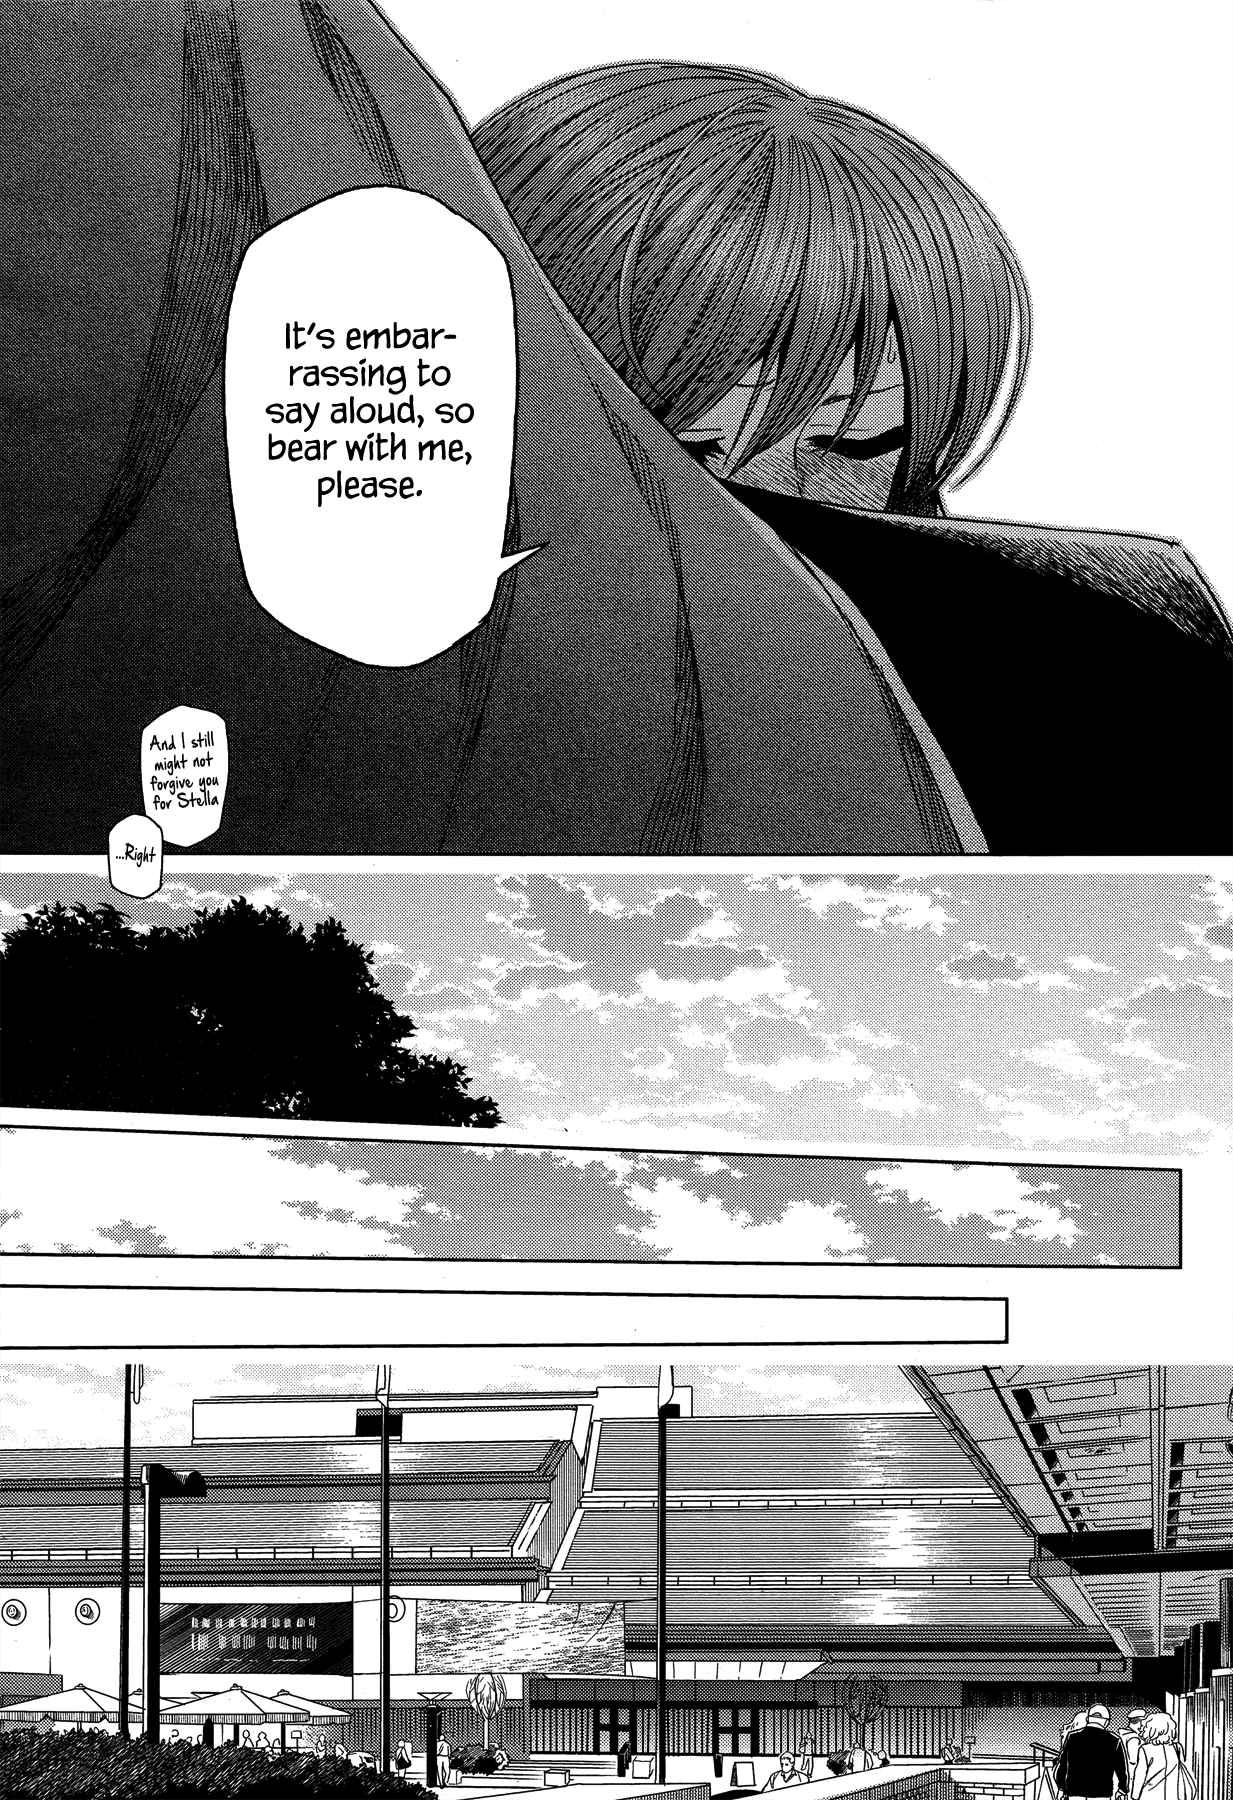 It's embar-
rassing to
say aloud, so
bear with me,
please.
And I still
might not
forgive you
for Stella
...Right